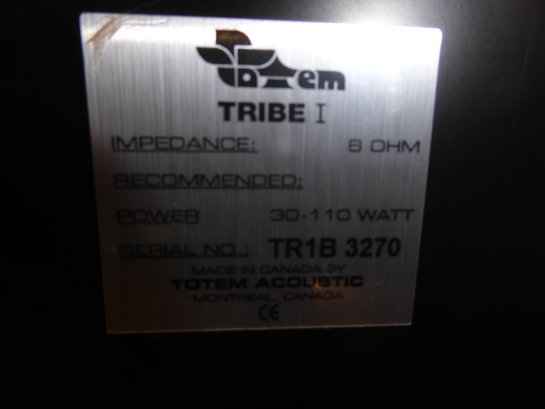 Totem
TRIBE I
IMPEDANCE: 6 OHM
RECOMMENDED:
POWER 30-110 WATT
SERIAL NO.: TR1B 3270
MADE IN CANADA BY
TOTEM ACOUSTIC
MONTREAL, CANADA
CE